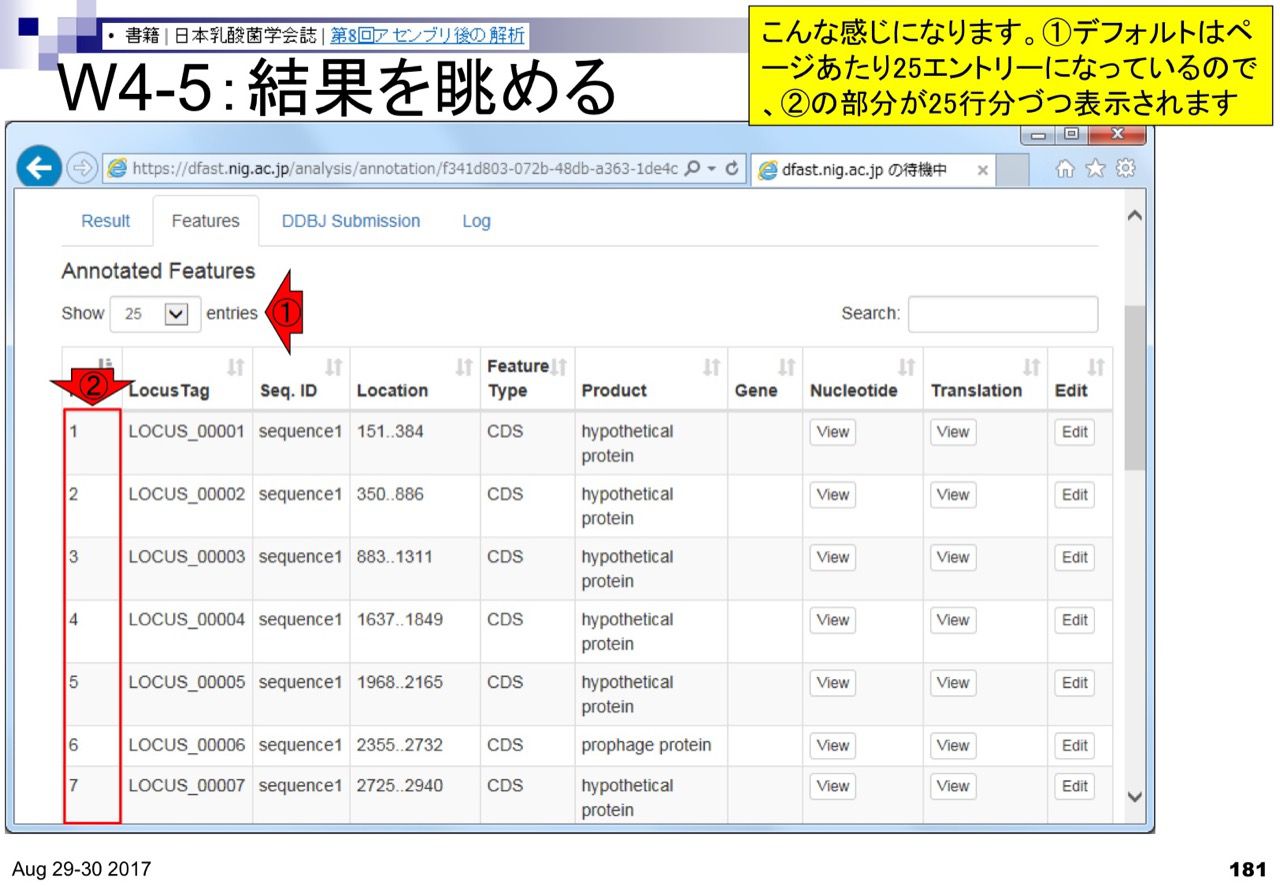 • 書籍 | 日本乳酸菌学会誌 | 第8回アセンブリ後の解析
W4-5：結果を眺める
こんな感じになります。①デフォルトはペ
ージあたり25エントリーになっているので
、②の部分が25行分づつ表示されます
https://dfast.nig.ac.jp/analysis/annotation/f341d803-072b-48db-a363-1de4c
dfast.nig.ac.jp の待機中
Result Features DDBJ Submission Log
Annotated Features
Show 25 entries ① Search:
② LocusTag Seq. ID Location Feature Type Product Gene Nucleotide Translation Edit
1 LOCUS_00001 sequence1 151..384 CDS hypothetical protein View View Edit
2 LOCUS_00002 sequence1 350..886 CDS hypothetical protein View View Edit
3 LOCUS_00003 sequence1 883..1311 CDS hypothetical protein View View Edit
4 LOCUS_00004 sequence1 1637..1849 CDS hypothetical protein View View Edit
5 LOCUS_00005 sequence1 1968..2165 CDS hypothetical protein View View Edit
6 LOCUS_00006 sequence1 2355..2732 CDS prophage protein View View Edit
7 LOCUS_00007 sequence1 2725..2940 CDS hypothetical protein View View Edit
Aug 29-30 2017
181